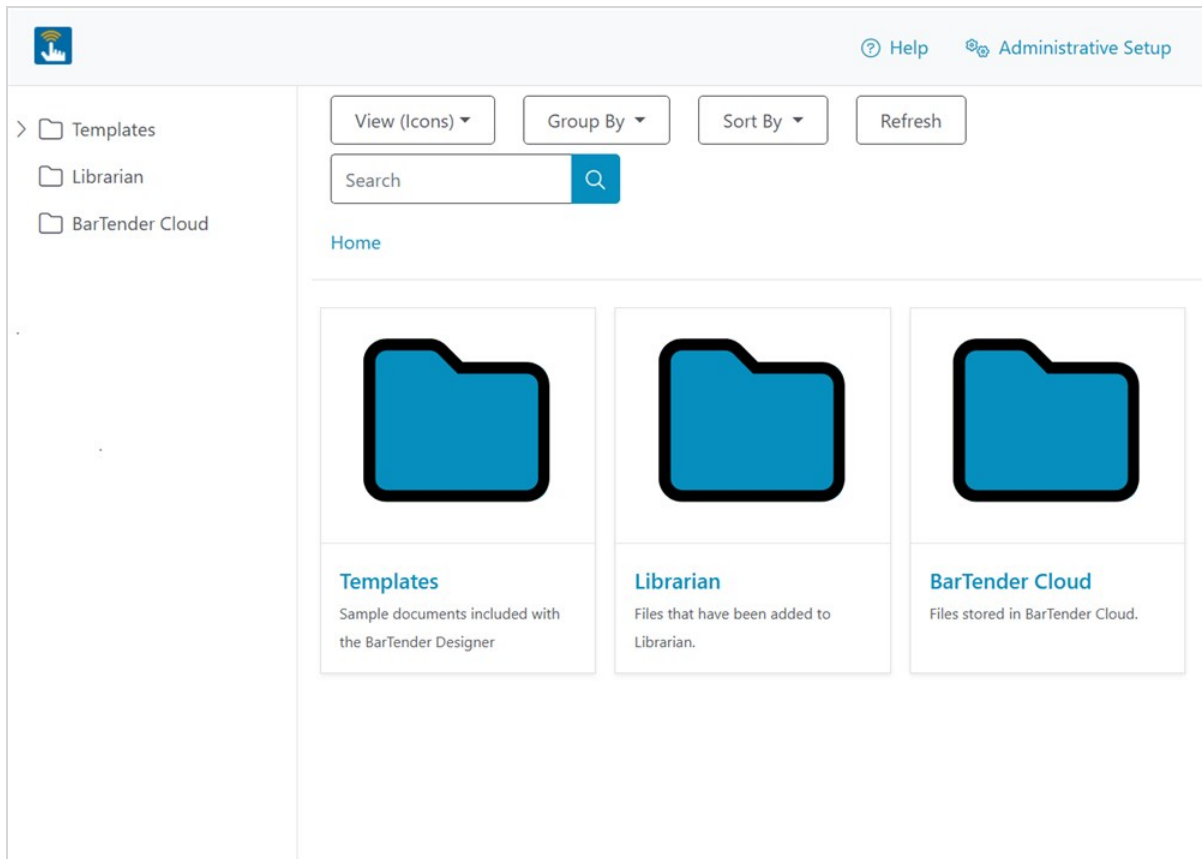 Help
Administrative Setup
Templates
Librarian
BarTender Cloud
View (Icons)
Group By
Sort By
Refresh
Search
Home
Templates
Sample documents included with
the BarTender Designer
Librarian
Files that have been added to
Librarian.
BarTender Cloud
Files stored in BarTender Cloud.